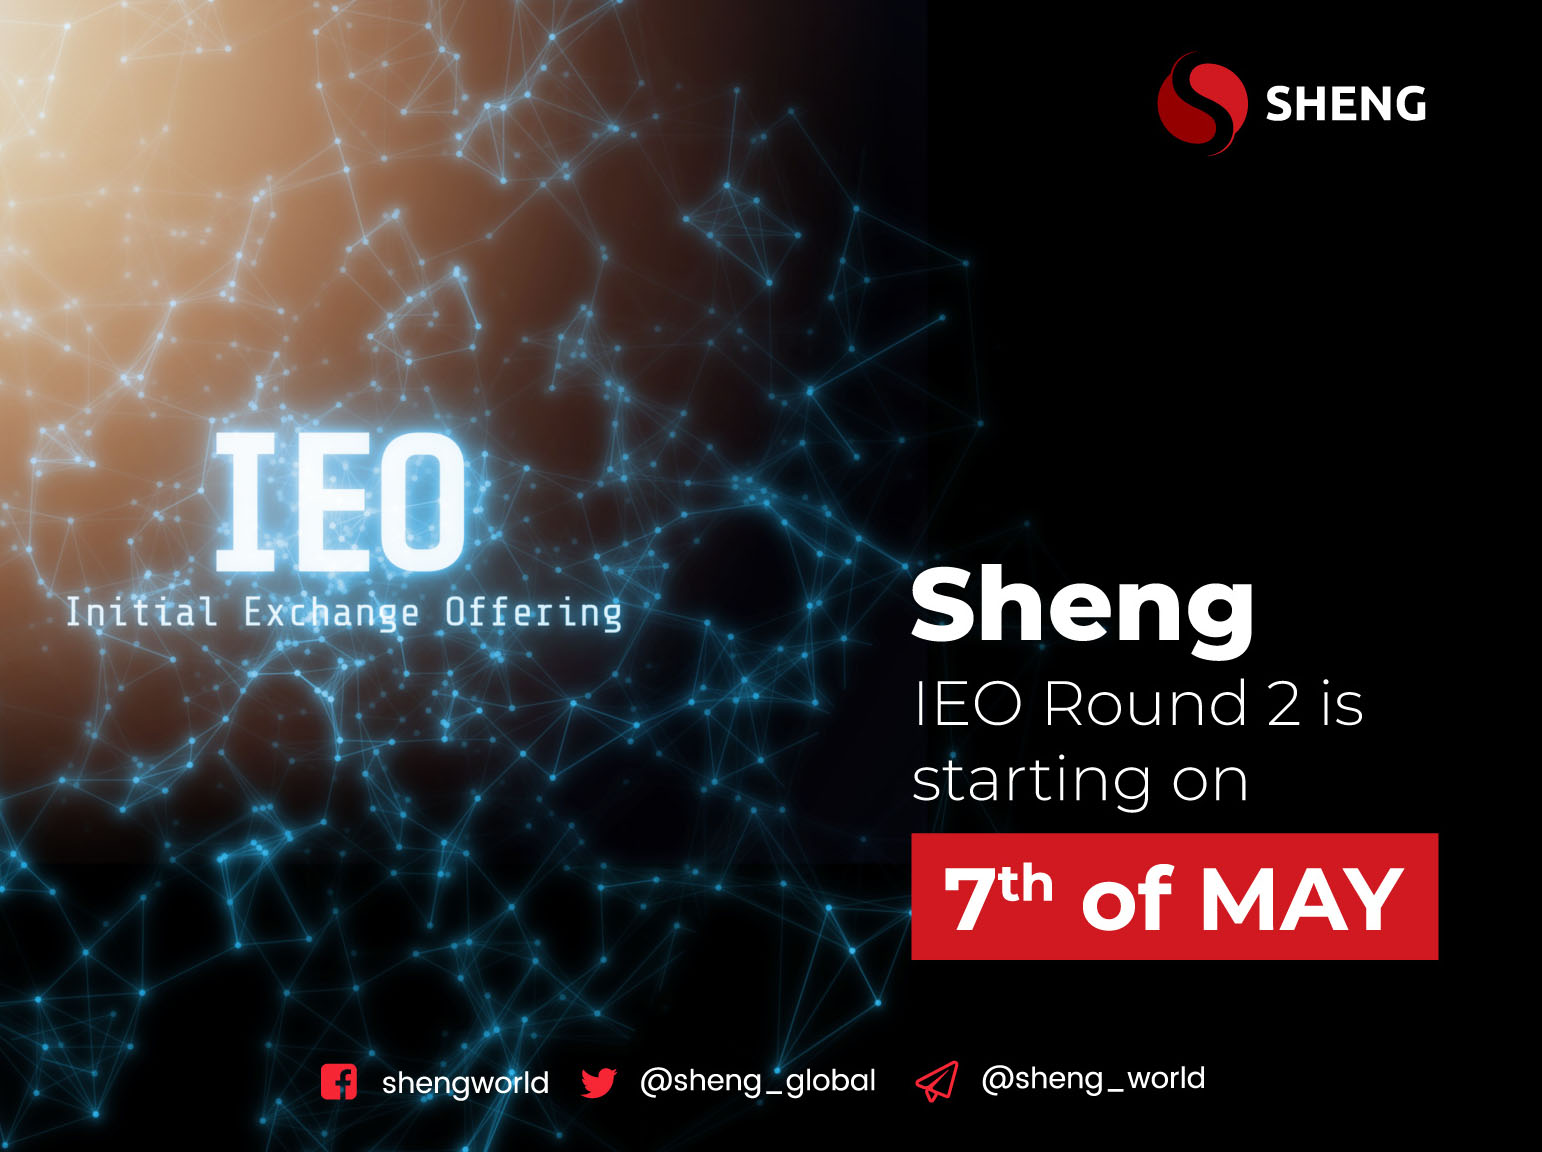 SHENG
IEO
Initial Exchange Offering
Sheng
IEO Round 2 is
starting on
7th of MAY
shengworld
@sheng_global
@sheng_world